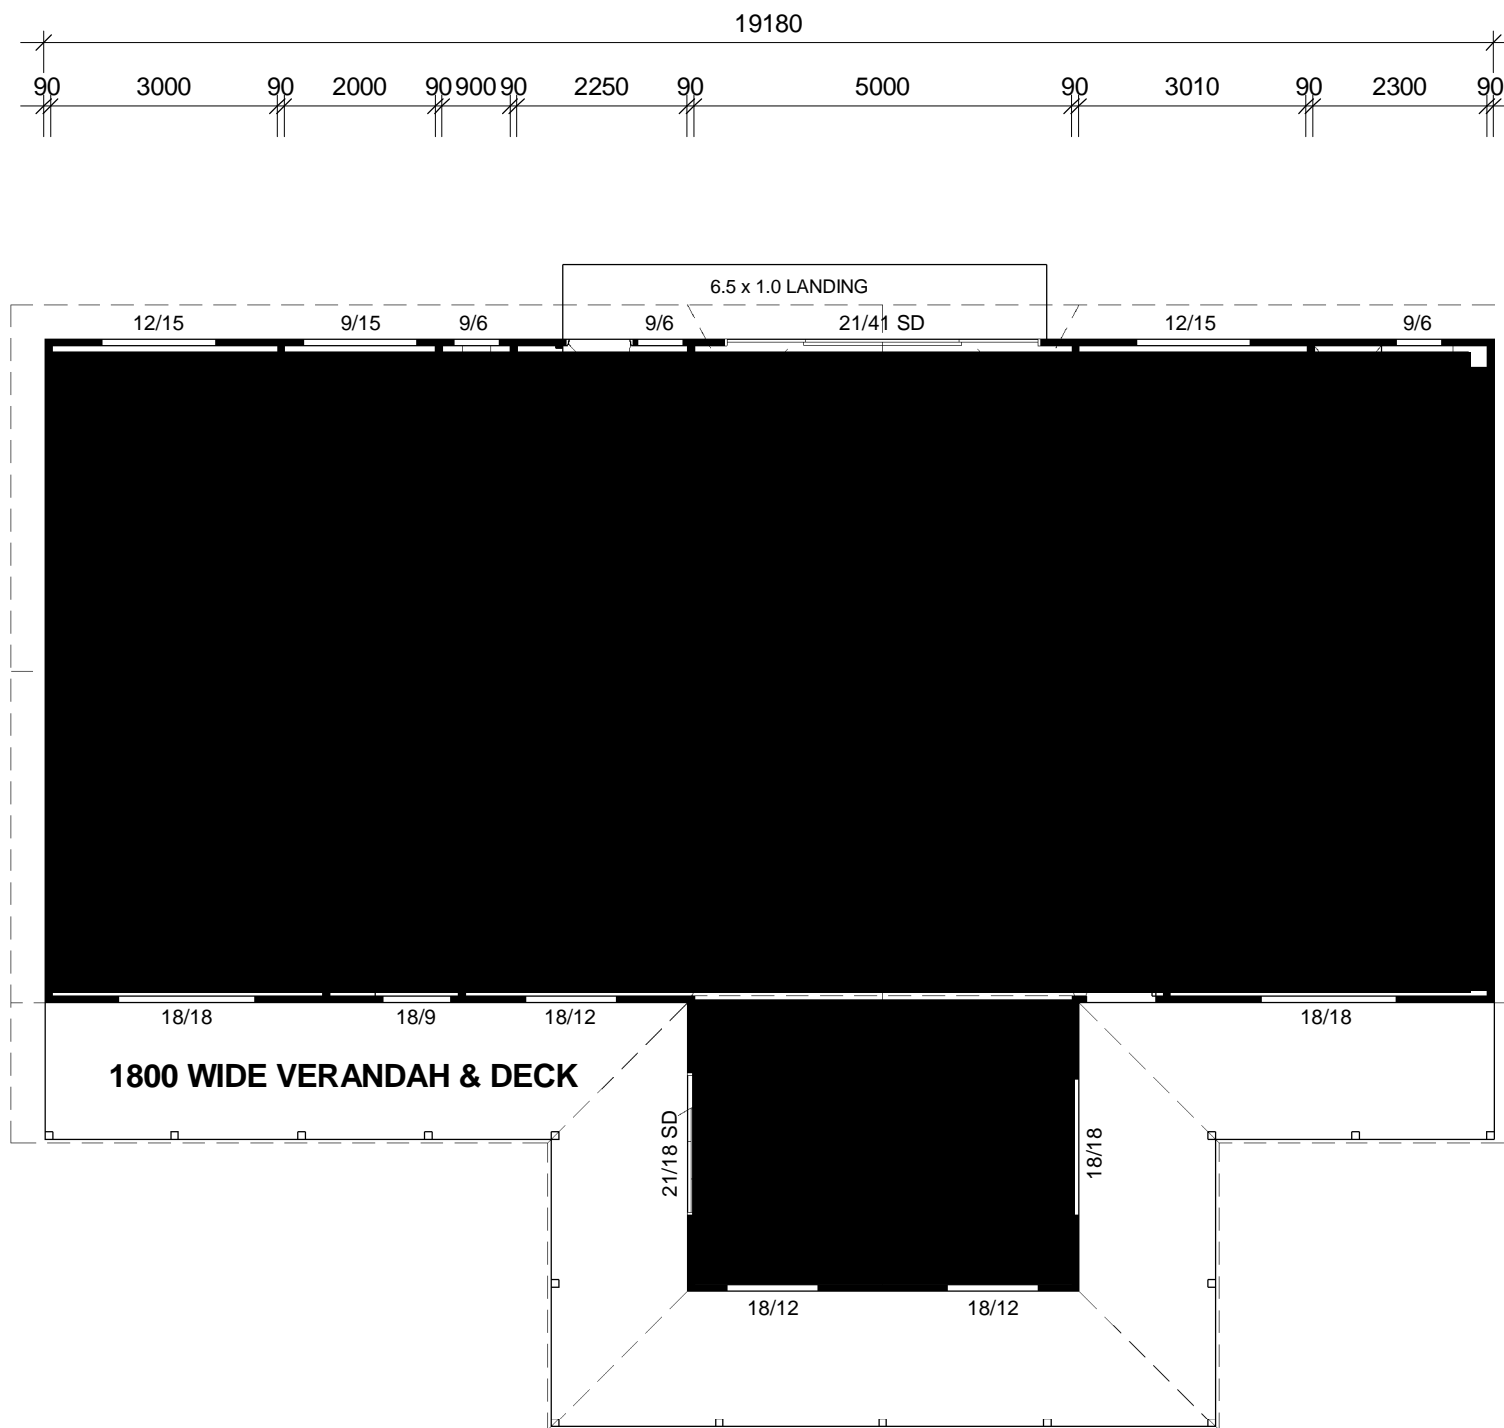 19180
90 3000 90 2000 90 900 90 2250 90 5000 90 3010 90 2300 90
6.5 x 1.0 LANDING
12/15 9/15 9/6 9/6 21/41 SD 12/15 9/6
18/18 18/9 18/12 18/18
1800 WIDE VERANDAH & DECK
21/18 SD
18/18
18/12 18/12